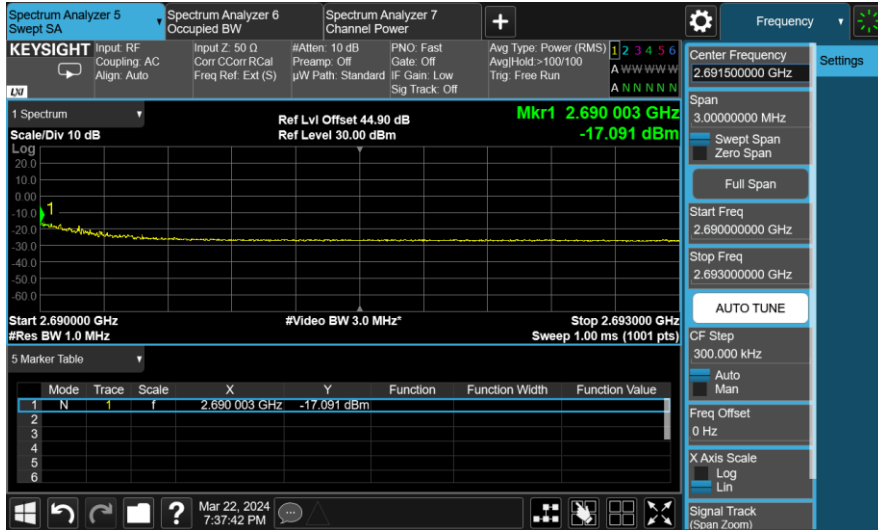 Spectrum Analyzer 5
Swept SA
Spectrum Analyzer 6
Occupied BW
Spectrum Analyzer 7
Channel Power
Frequency
KEYSIGHT
LXI
Input: RF
Coupling: AC
Align: Auto
Input Z: 50 Ω
Corr CCorr RCal
Freq Ref: Ext (S)
#Atten: 10 dB
Preamp: Off
µW Path: Standard
PNO: Fast
Gate: Off
IF Gain: Low
Sig Track: Off
Avg Type: Power (RMS)
Avg|Hold:>100/100
Trig: Free Run
1 2 3 4 5 6
A W W W W W
A N N N N N
1 Spectrum
Scale/Div 10 dB
Ref Lvl Offset 44.90 dB
Ref Level 30.00 dBm
Mkr1 2.690 003 GHz
-17.091 dBm
Log
20.0
10.0
0.00
-10.0
-20.0
-30.0
-40.0
-50.0
-60.0
1
Start 2.690000 GHz
#Res BW 1.0 MHz
#Video BW 3.0 MHz*
Stop 2.693000 GHz
Sweep 1.00 ms (1001 pts)
5 Marker Table
Mode Trace Scale X Y Function Function Width Function Value
1 N 1 f 2.690 003 GHz -17.091 dBm
2
3
4
5
6
Mar 22, 2024
7:37:42 PM
Center Frequency
2.691500000 GHz
Span
3.00000000 MHz
Swept Span
Zero Span
Full Span
Start Freq
2.690000000 GHz
Stop Freq
2.693000000 GHz
AUTO TUNE
CF Step
300.000 kHz
Auto
Man
Freq Offset
0 Hz
X Axis Scale
Log
Lin
Signal Track
(Span Zoom)
Settings